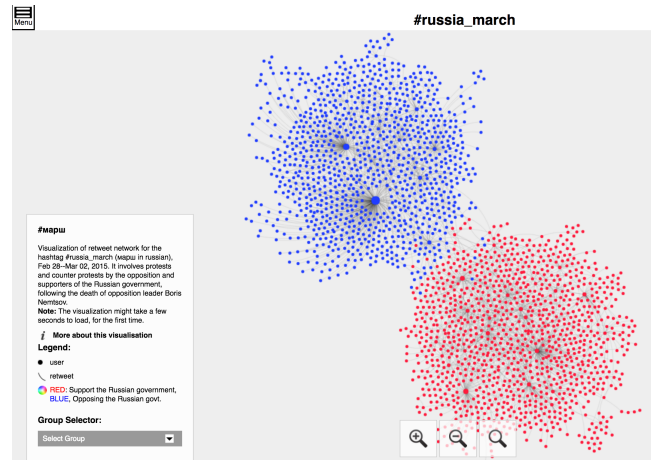 Menu
#russia_march
#марш
Visualization of retweet network for the
hashtag #russia_march (марш in russian),
Feb 28--Mar 02, 2015. It involves protests
and counter protests by the opposition and
supporters of the Russian government,
following the death of opposition leader Boris
Nemtsov.
Note: The visualization might take a few
seconds to load, for the first time.
i More about this visualisation
Legend:
user
retweet
RED: Support the Russian government,
BLUE, Opposing the Russian govt.
Group Selector:
Select Group